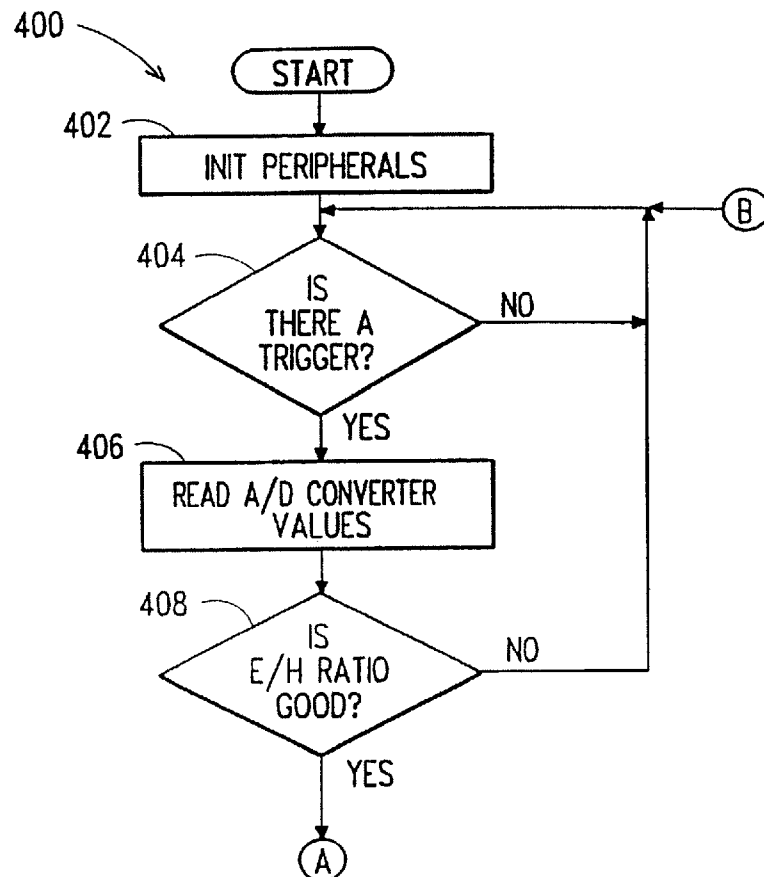 400
START
402
INIT PERIPHERALS
B
404
IS
THERE A
TRIGGER?
NO
YES
406
READ A/D CONVERTER
VALUES
408
IS
E/H RATIO
GOOD?
NO
YES
A